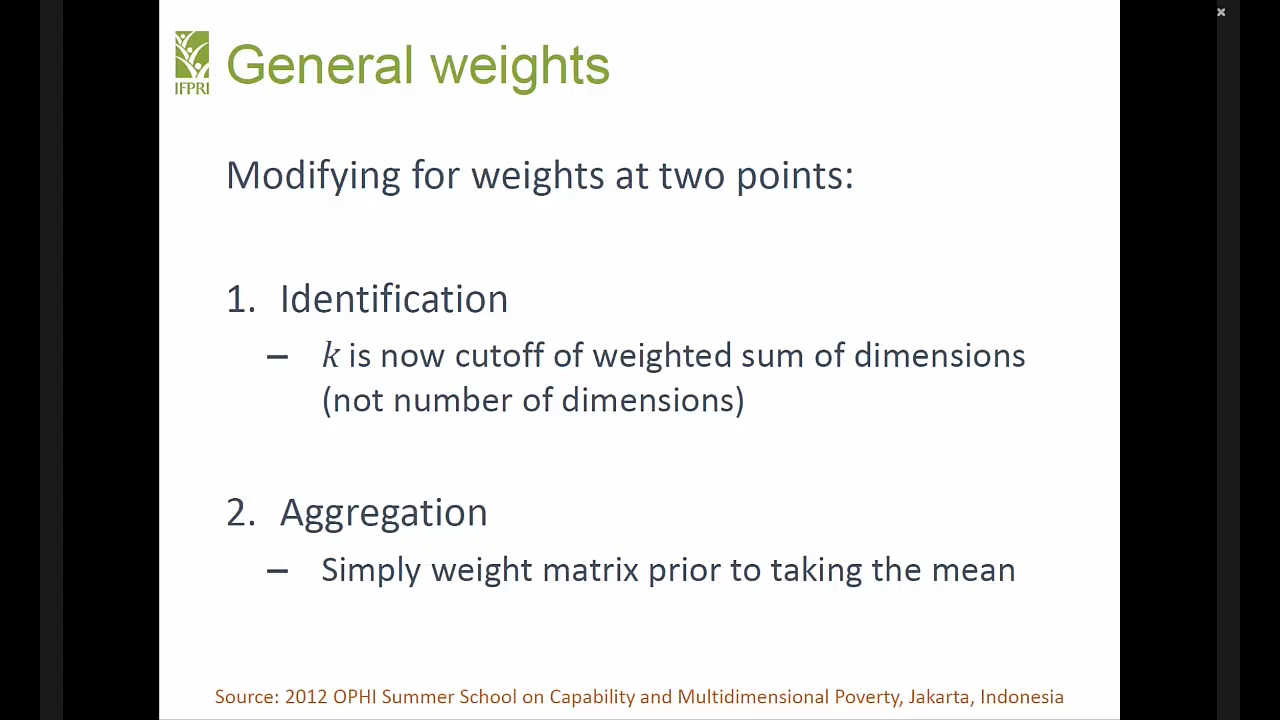 IFPRI
General weights
Modifying for weights at two points:
1. Identification
– k is now cutoff of weighted sum of dimensions
(not number of dimensions)
2. Aggregation
– Simply weight matrix prior to taking the mean
Source: 2012 OPHI Summer School on Capability and Multidimensional Poverty, Jakarta, Indonesia